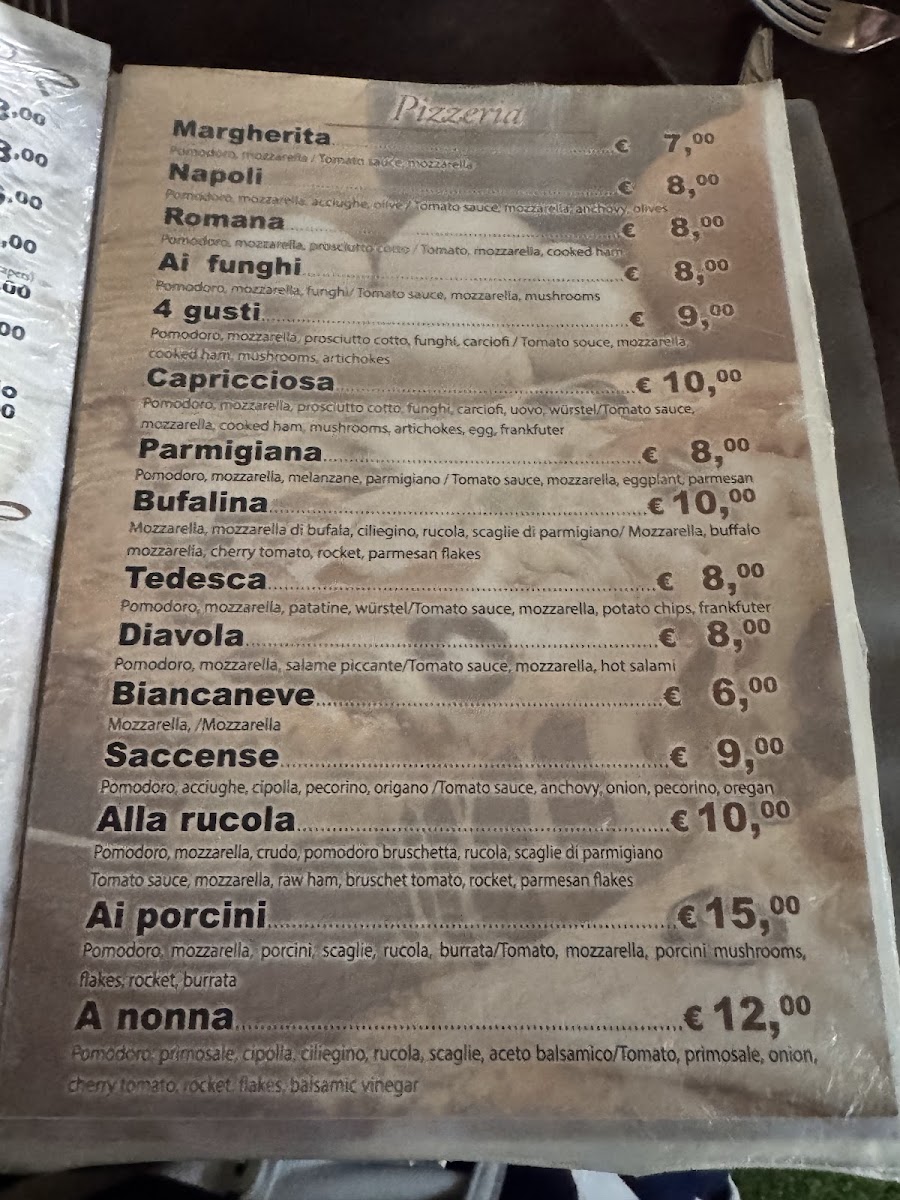 Pizzeria
Margherita € 7,00
Pomodoro, mozzarella / Tomato sauce, mozzarella
Napoli € 8,00
Pomodoro, mozzarella, acciughe, olive / Tomato sauce, mozzarella, anchovy, olives
Romana € 8,00
Pomodoro, mozzarella, prosciutto cotto / Tomato, mozzarella, cooked ham
Ai funghi € 8,00
Pomodoro, mozzarella, funghi/ Tomato sauce, mozzarella, mushrooms
4 gusti € 9,00
Pomodoro, mozzarella, prosciutto cotto, funghi, carciofi / Tomato souce, mozzarella,
cooked ham, mushrooms, artichokes
Capricciosa € 10,00
Pomodoro, mozzarella, prosciutto cotto, funghi, carciofi, uovo, würstel/Tomato sauce,
mozzarella, cooked ham, mushrooms, artichokes, egg, frankfuter
Parmigiana € 8,00
Pomodoro, mozzarella, melanzane, parmigiano / Tomato sauce, mozzarella, eggplant, parmesan
Bufalina € 10,00
Mozzarella, mozzarella di bufala, ciliegino, rucola, scaglie di parmigiano/ Mozzarella, buffalo
mozzarella, cherry tomato, rocket, parmesan flakes
Tedesca € 8,00
Pomodoro, mozzarella, patatine, würstel/Tomato sauce, mozzarella, potato chips, frankfuter
Diavola € 8,00
Pomodoro, mozzarella, salame piccante/Tomato sauce, mozzarella, hot salami
Biancaneve € 6,00
Mozzarella, /Mozzarella
Saccense € 9,00
Pomodoro, acciughe, cipolla, pecorino, origano /Tomato sauce, anchovy, onion, pecorino, oregan
Alla rucola € 10,00
Pomodoro, mozzarella, crudo, pomodoro bruschetta, rucola, scaglie di parmigiano
Tomato sauce, mozzarella, raw ham, bruschet tomato, rocket, parmesan flakes
Ai porcini € 15,00
Pomodoro, mozzarella, porcini, scaglie, rucola, burrata/Tomato, mozzarella, porcini mushrooms,
flakes, rocket, burrata
A nonna € 12,00
Pomodoro, primosale, cipolla, ciliegino, rucola, scaglie, aceto balsamico/Tomato, primosale, onion,
cherry tomato, rocket, flakes, balsamic vinegar